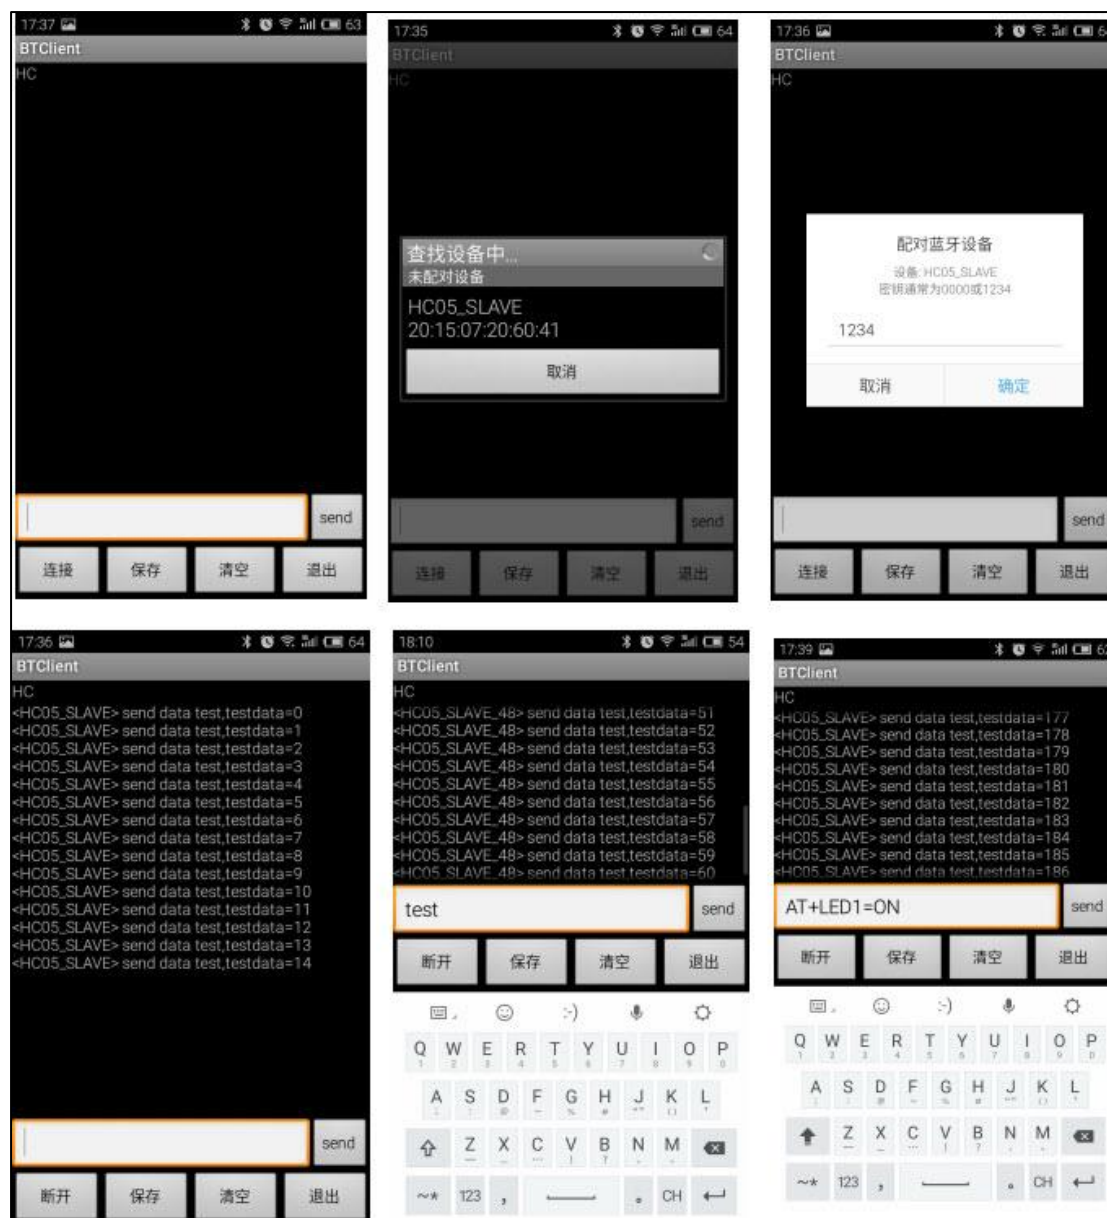 17:37
63
BTClient
HC
send
连接 保存 清空 退出
17:35
64
BTClient
HC
查找设备中...
未配对设备
HC05_SLAVE
20:15:07:20:60:41
取消
send
连接 保存 清空 退出
17:36
BTClient
HC
配对蓝牙设备
设备: HC05_SLAVE
密钥通常为0000或1234
1234
取消 确定
send
连接 保存 清空 退出
17:36
64
BTClient
HC
<HC05_SLAVE> send data test,testdata=0
<HC05_SLAVE> send data test,testdata=1
<HC05_SLAVE> send data test,testdata=2
<HC05_SLAVE> send data test,testdata=3
<HC05_SLAVE> send data test,testdata=4
<HC05_SLAVE> send data test,testdata=5
<HC05_SLAVE> send data test,testdata=6
<HC05_SLAVE> send data test,testdata=7
<HC05_SLAVE> send data test,testdata=8
<HC05_SLAVE> send data test,testdata=9
<HC05_SLAVE> send data test,testdata=10
<HC05_SLAVE> send data test,testdata=11
<HC05_SLAVE> send data test,testdata=12
<HC05_SLAVE> send data test,testdata=13
<HC05_SLAVE> send data test,testdata=14
send
断开 保存 清空 退出
18:10
54
BTClient
HC
<HC05_SLAVE_48> send data test,testdata=51
<HC05_SLAVE_48> send data test,testdata=52
<HC05_SLAVE_48> send data test,testdata=53
<HC05_SLAVE_48> send data test,testdata=54
<HC05_SLAVE_48> send data test,testdata=55
<HC05_SLAVE_48> send data test,testdata=56
<HC05_SLAVE_48> send data test,testdata=57
<HC05_SLAVE_48> send data test,testdata=58
<HC05_SLAVE_48> send data test,testdata=59
<HC05_SLAVE_48> send data test,testdata=60
test send
断开 保存 清空 退出
:-)
Q W E R T Y U I O P
A S D F G H J K L
Z X C V B N M
~* 123 , 。 CH
17:39
BTClient
HC
<HC05_SLAVE> send data test,testdata=177
<HC05_SLAVE> send data test,testdata=178
<HC05_SLAVE> send data test,testdata=179
<HC05_SLAVE> send data test,testdata=180
<HC05_SLAVE> send data test,testdata=181
<HC05_SLAVE> send data test,testdata=182
<HC05_SLAVE> send data test,testdata=183
<HC05_SLAVE> send data test,testdata=184
<HC05_SLAVE> send data test,testdata=185
<HC05_SLAVE> send data test,testdata=186
AT+LED1=ON send
断开 保存 清空 退出
:-)
Q W E R T Y U I O P
A S D F G H J K L
Z X C V B N M
~* 123 , 。 CH